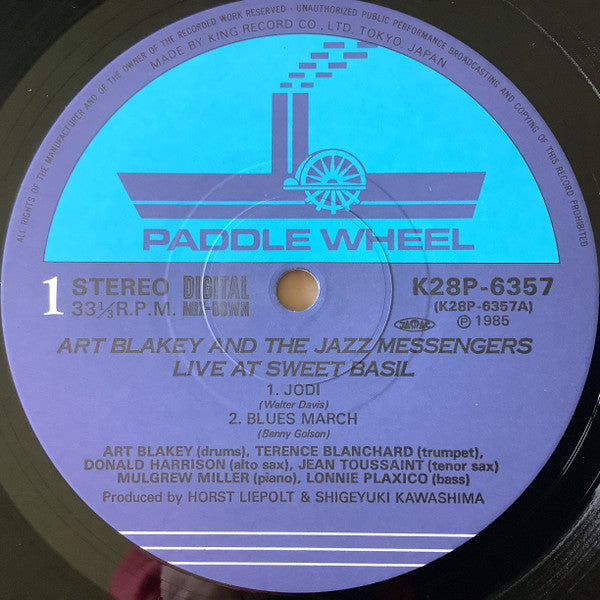 ALL RIGHTS OF THE MANUFACTURER AND OF THE OWNER OF THE RECORDED WORK RESERVED - UNAUTHORIZED PUBLIC PERFORMANCE BROADCASTING AND COPYING OF THIS RECORD PROHIBITED
MADE BY KING RECORD CO., LTD. TOKYO, JAPAN
PADDLE WHEEL
1 STEREO DIGITAL K28P-6357
33⅓R.P.M. MIX-DOWN (K28P-6357A)
℗ 1985
ART BLAKEY AND THE JAZZ MESSENGERS
LIVE AT SWEET BASIL
1. JODI
(Walter Davis)
2. BLUES MARCH
(Benny Golson)
ART BLAKEY (drums), TERENCE BLANCHARD (trumpet),
DONALD HARRISON (alto sax), JEAN TOUSSAINT (tenor sax)
MULGREW MILLER (piano), LONNIE PLAXICO (bass)
Produced by HORST LIEPOLT & SHIGEYUKI KAWASHIMA